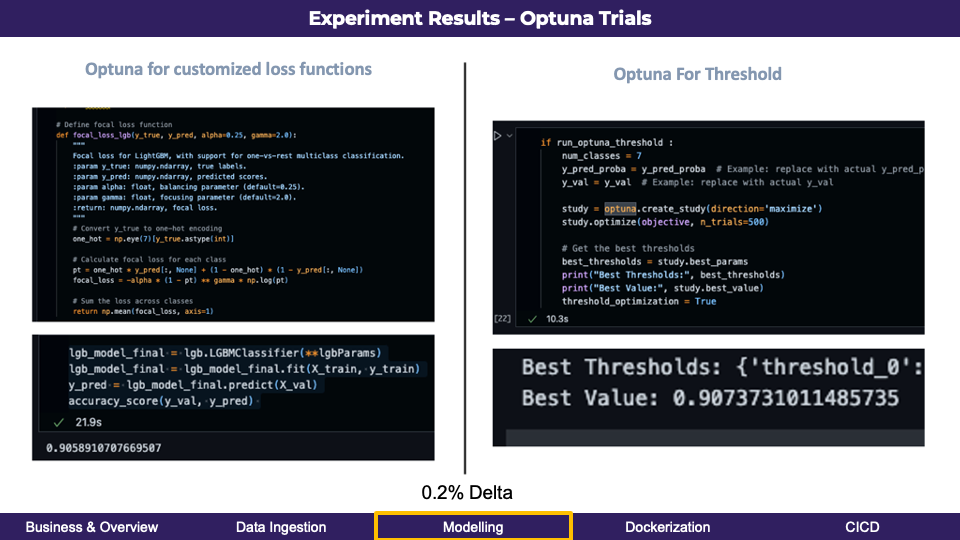 Experiment Results – Optuna Trials
Optuna for customized loss functions
# Define focal loss function
def focal_loss_lgb(y_true, y_pred, alpha=0.25, gamma=2.0):
"""
Focal loss for LightGBM, with support for one-vs-rest multiclass classification.
:param y_true: numpy.ndarray, true labels.
:param y_pred: numpy.ndarray, predicted scores.
:param alpha: float, balancing parameter (default=0.25).
:param gamma: float, focusing parameter (default=2.0).
:return: numpy.ndarray, focal loss.
"""
# Convert y_true to one-hot encoding
one_hot = np.eye(7)[y_true.astype(int)]
# Calculate focal loss for each class
pt = one_hot * y_pred[:, None] + (1 - one_hot) * (1 - y_pred[:, None])
focal_loss = -alpha * (1 - pt) ** gamma * np.log(pt)
# Sum the loss across classes
return np.mean(focal_loss, axis=1)
lgb_model_final = lgb.LGBMClassifier(**lgbParams)
lgb_model_final = lgb_model_final.fit(X_train, y_train)
y_pred = lgb_model_final.predict(X_val)
accuracy_score(y_val, y_pred)
21.9s
0.9058910707669507
Optuna For Threshold
if run_optuna_threshold :
num_classes = 7
y_pred_proba = y_pred_proba # Example: replace with actual y_pred_p
y_val = y_val # Example: replace with actual y_val
study = optuna.create_study(direction='maximize')
study.optimize(objective, n_trials=500)
# Get the best thresholds
best_thresholds = study.best_params
print("Best Thresholds:", best_thresholds)
print("Best Value:", study.best_value)
threshold_optimization = True
[22] 10.3s
Best Thresholds: {'threshold_0':
Best Value: 0.9073731011485735
0.2% Delta
Business & Overview
Data Ingestion
Modelling
Dockerization
CICD